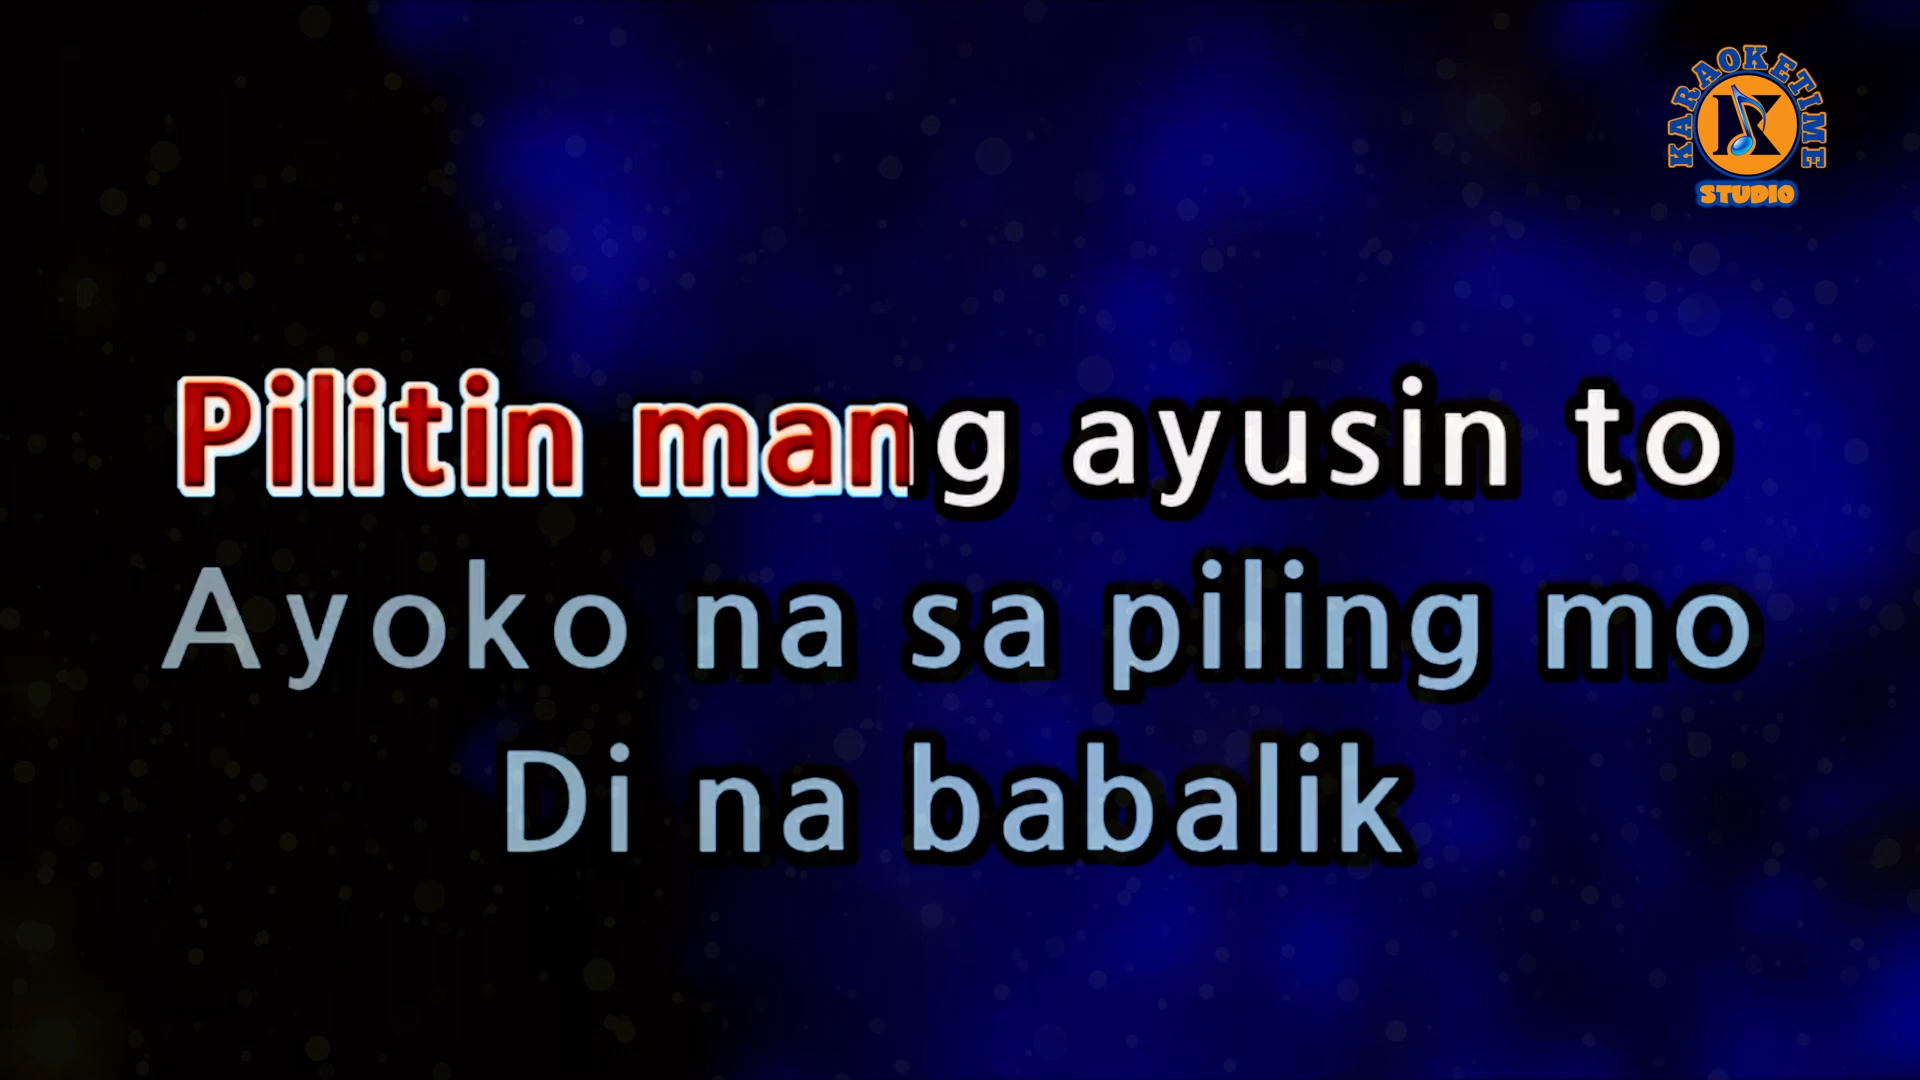 KARAOKETIME
STUDIO
Pilitin mang ayusin to
Ayoko na sa piling mo
Di na babalik